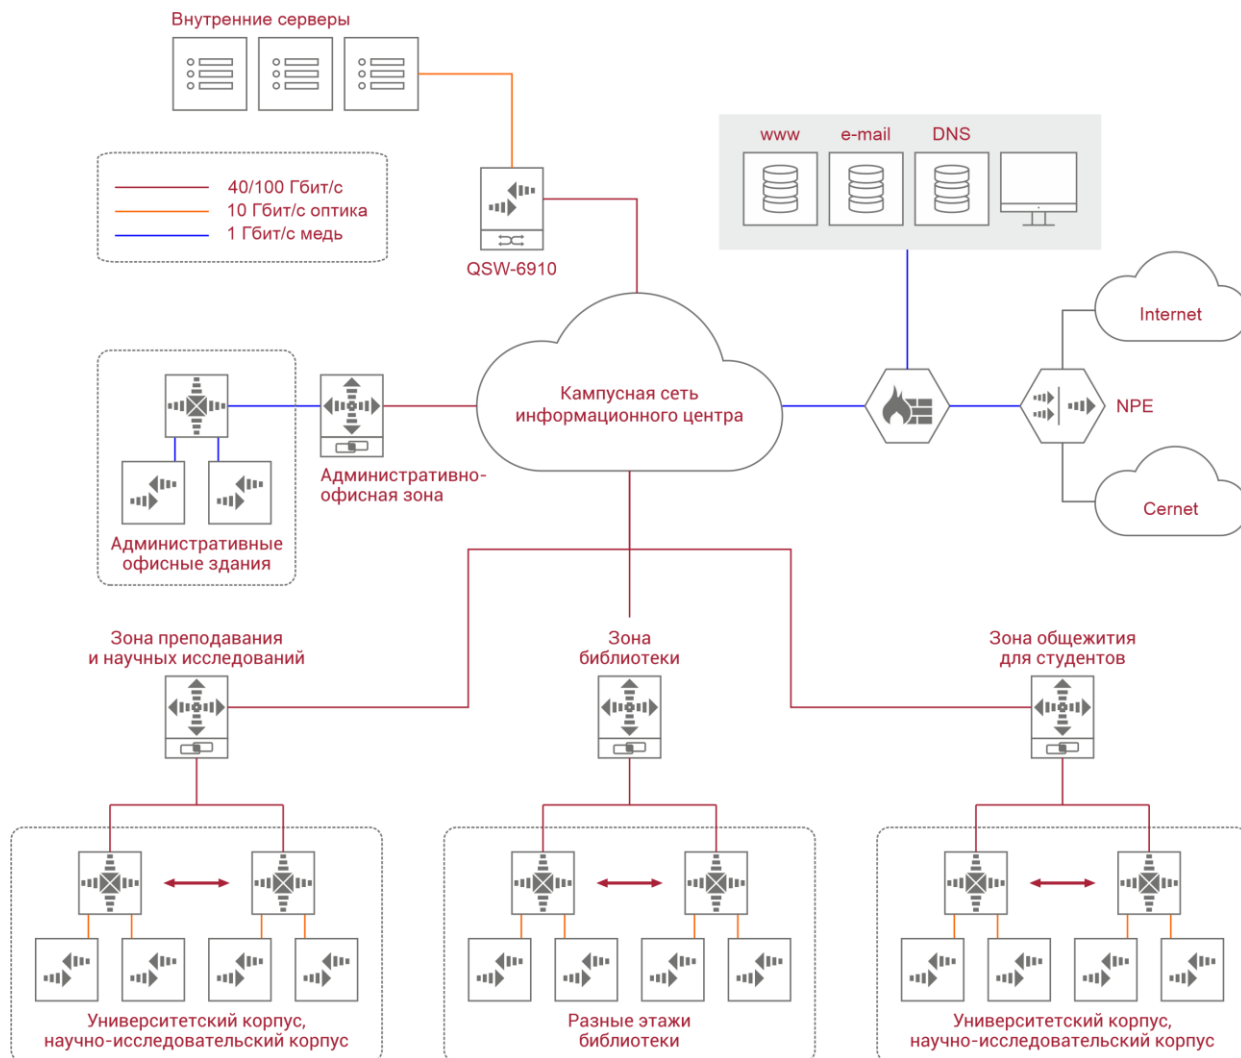 Внутренние серверы
www
e-mail
DNS
40/100 Гбит/с
10 Гбит/с оптика
1 Гбит/с медь
QSW-6910
Internet
Кампусная сеть
информационного центра
NPE
Административно-
офисная зона
Cernet
Административные
офисные здания
Зона преподавания
и научных исследований
Зона
библиотеки
Зона общежития
для студентов
Университетский корпус,
научно-исследовательский корпус
Разные этажи
библиотеки
Университетский корпус,
научно-исследовательский корпус